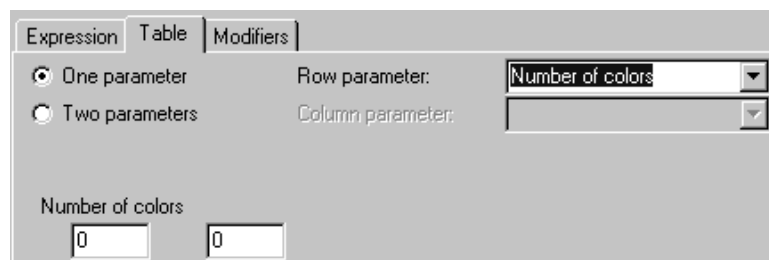 Expression Table Modifiers
One parameter Row parameter: Number of colors
Two parameters Column parameter:
Number of colors
0 0